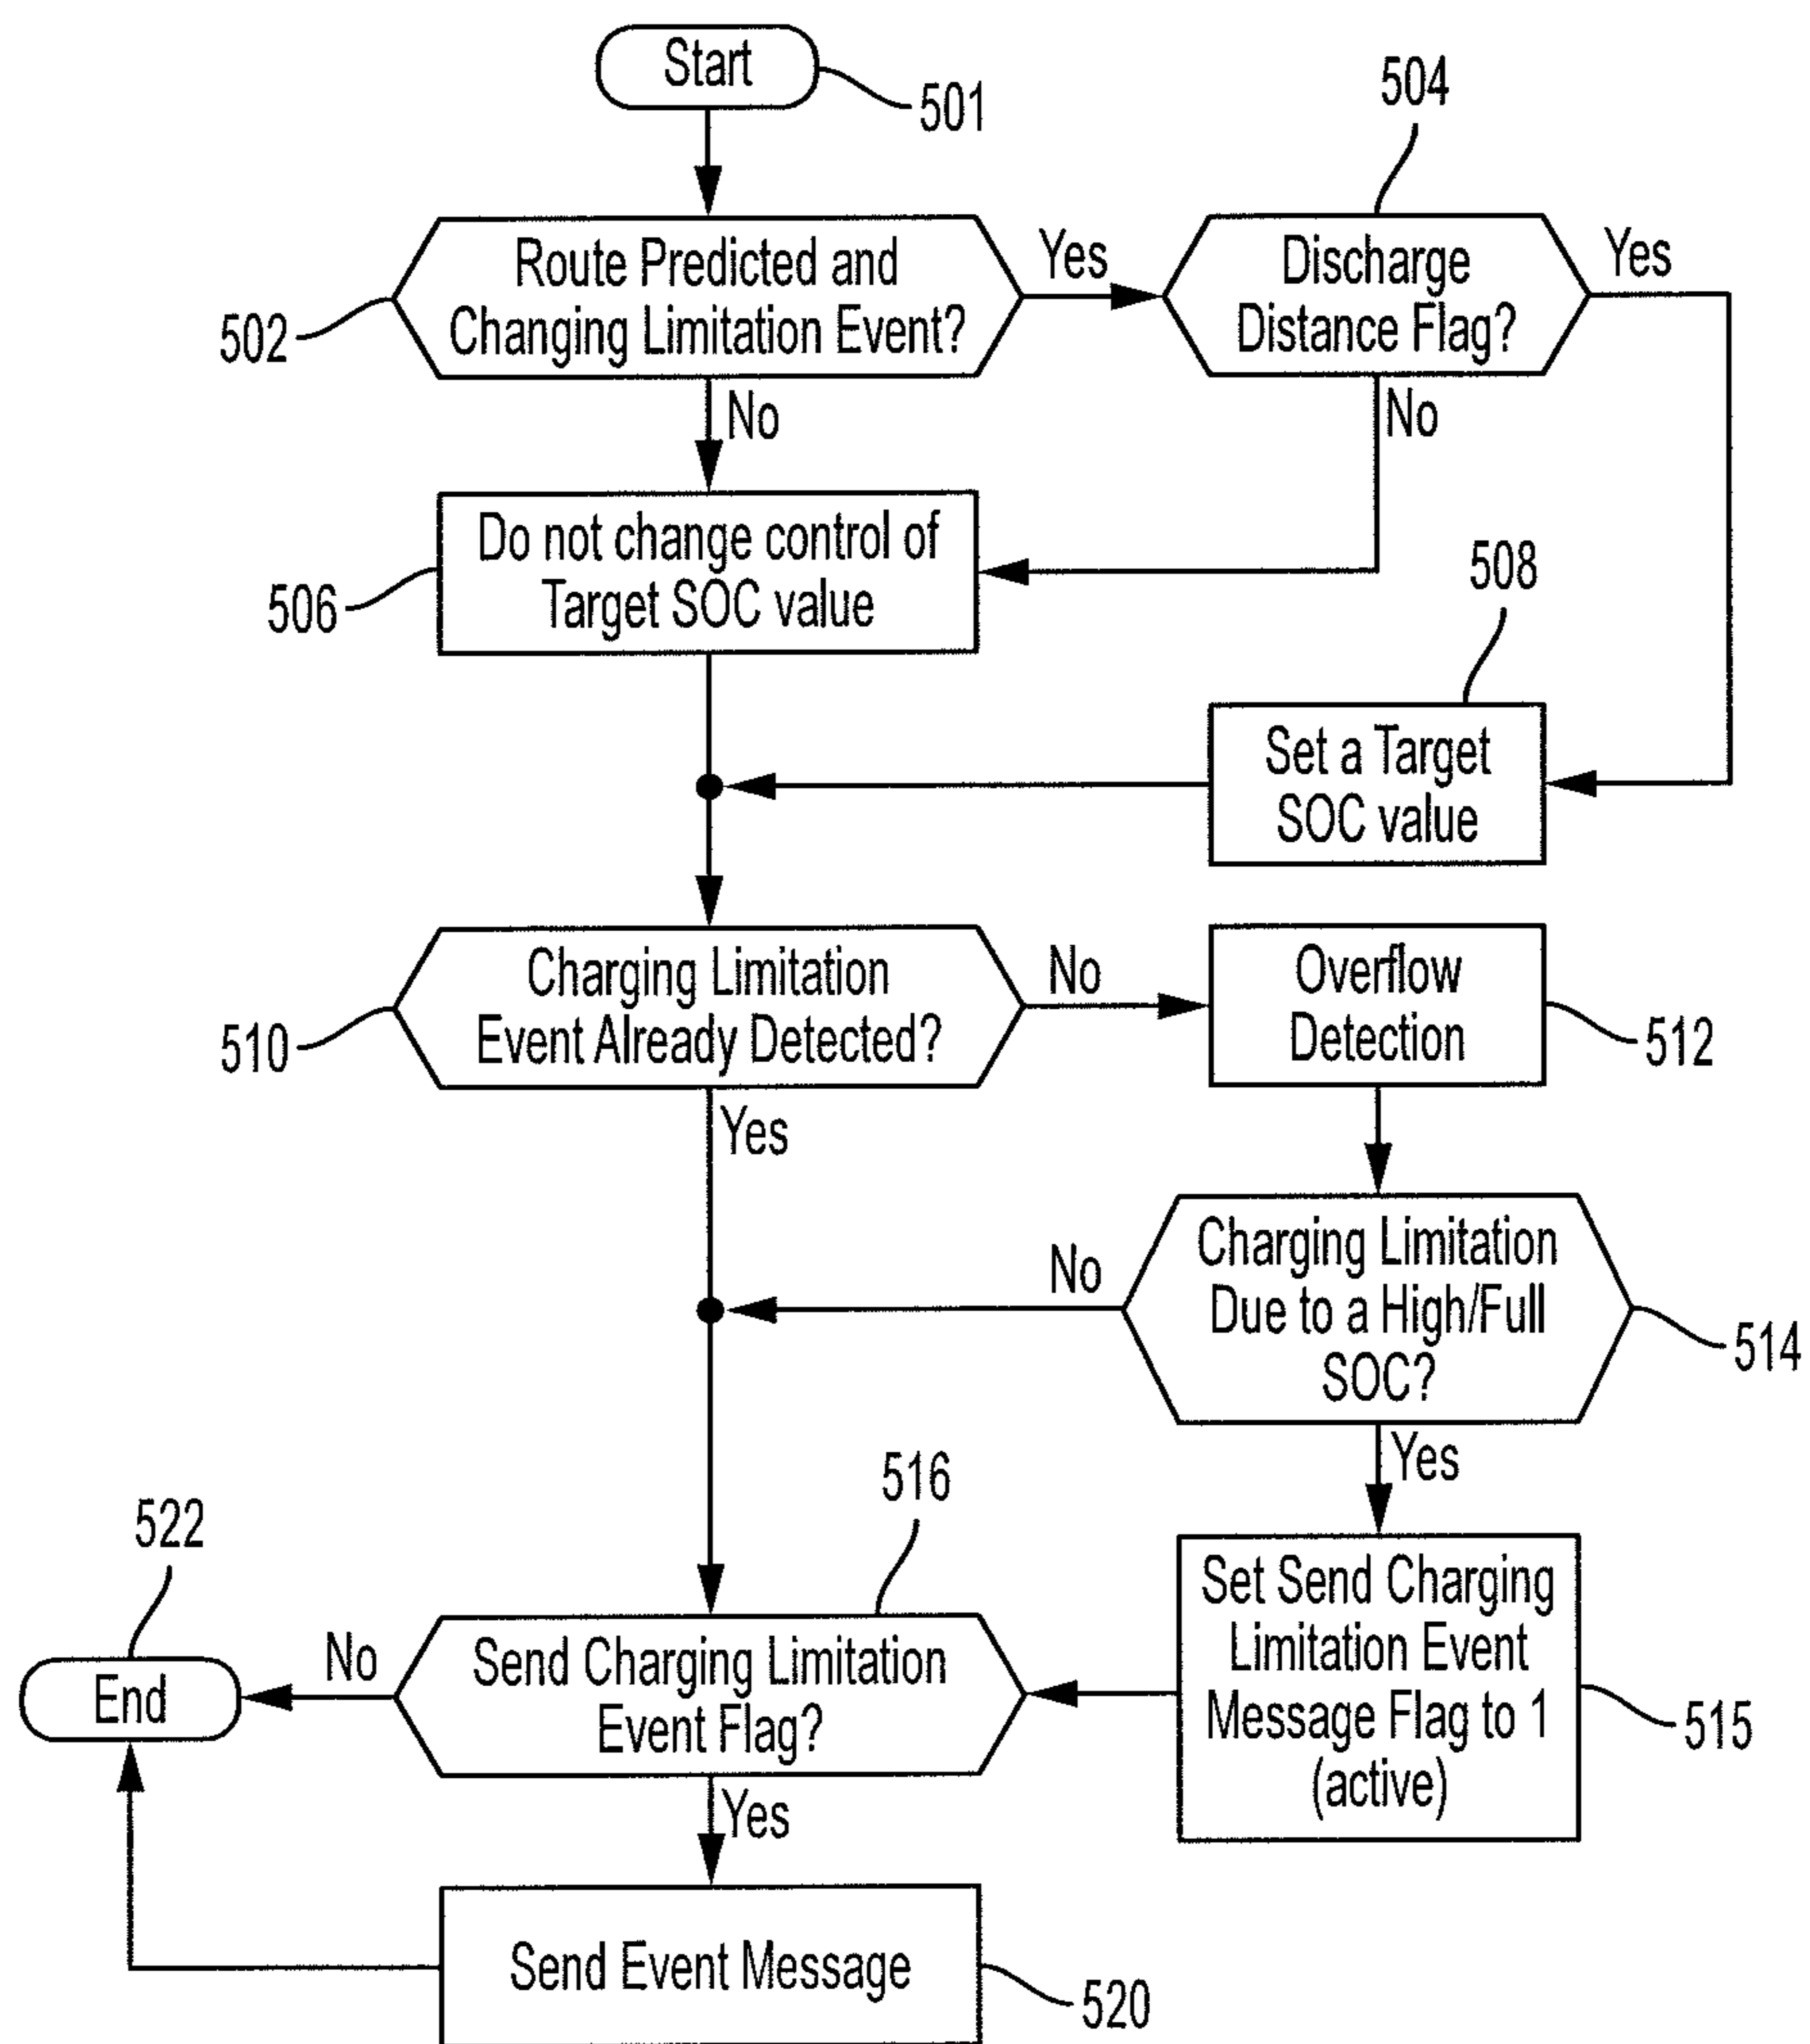 Start
501
504
Route Predicted and
Changing Limitation Event?
Yes
Discharge
Distance Flag?
Yes
502
No
No
Do not change control of
Target SOC value
506
508
Set a Target
SOC value
Charging Limitation
Event Already Detected?
No
Overflow
Detection
510
512
Yes
Charging Limitation
Due to a High/Full
SOC?
No
514
Yes
516
522
Set Send Charging
Limitation Event
Message Flag to 1
(active)
515
Send Charging Limitation
Event Flag?
No
End
Yes
Send Event Message
520